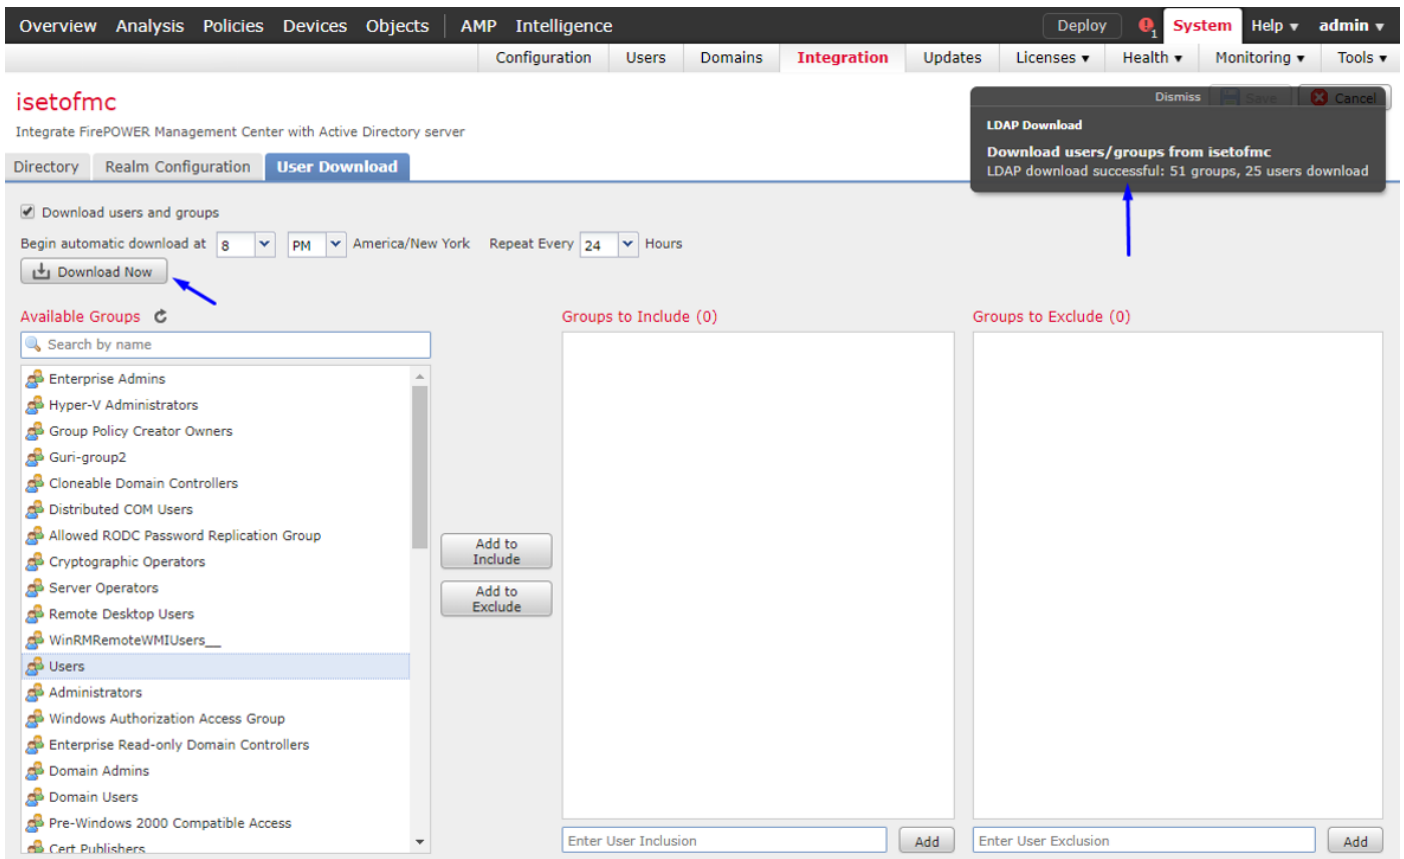 Overview Analysis Policies Devices Objects AMP Intelligence Deploy 1 System Help admin
Configuration Users Domains Integration Updates Licenses Health Monitoring Tools
isetofmc
Dismiss Save Cancel
Integrate FirePOWER Management Center with Active Directory server
LDAP Download
Download users/groups from isetofmc
LDAP download successful: 51 groups, 25 users download
Directory Realm Configuration User Download
Download users and groups
Begin automatic download at 8 PM America/New York Repeat Every 24 Hours
Download Now
Available Groups
Search by name
Enterprise Admins
Hyper-V Administrators
Group Policy Creator Owners
Guri-group2
Cloneable Domain Controllers
Distributed COM Users
Allowed RODC Password Replication Group
Cryptographic Operators
Server Operators
Remote Desktop Users
WinRMRemoteWMIUsers__
Users
Administrators
Windows Authorization Access Group
Enterprise Read-only Domain Controllers
Domain Admins
Domain Users
Pre-Windows 2000 Compatible Access
Cert Publishers
Add to
Include
Add to
Exclude
Groups to Include (0)
Enter User Inclusion Add
Groups to Exclude (0)
Enter User Exclusion Add